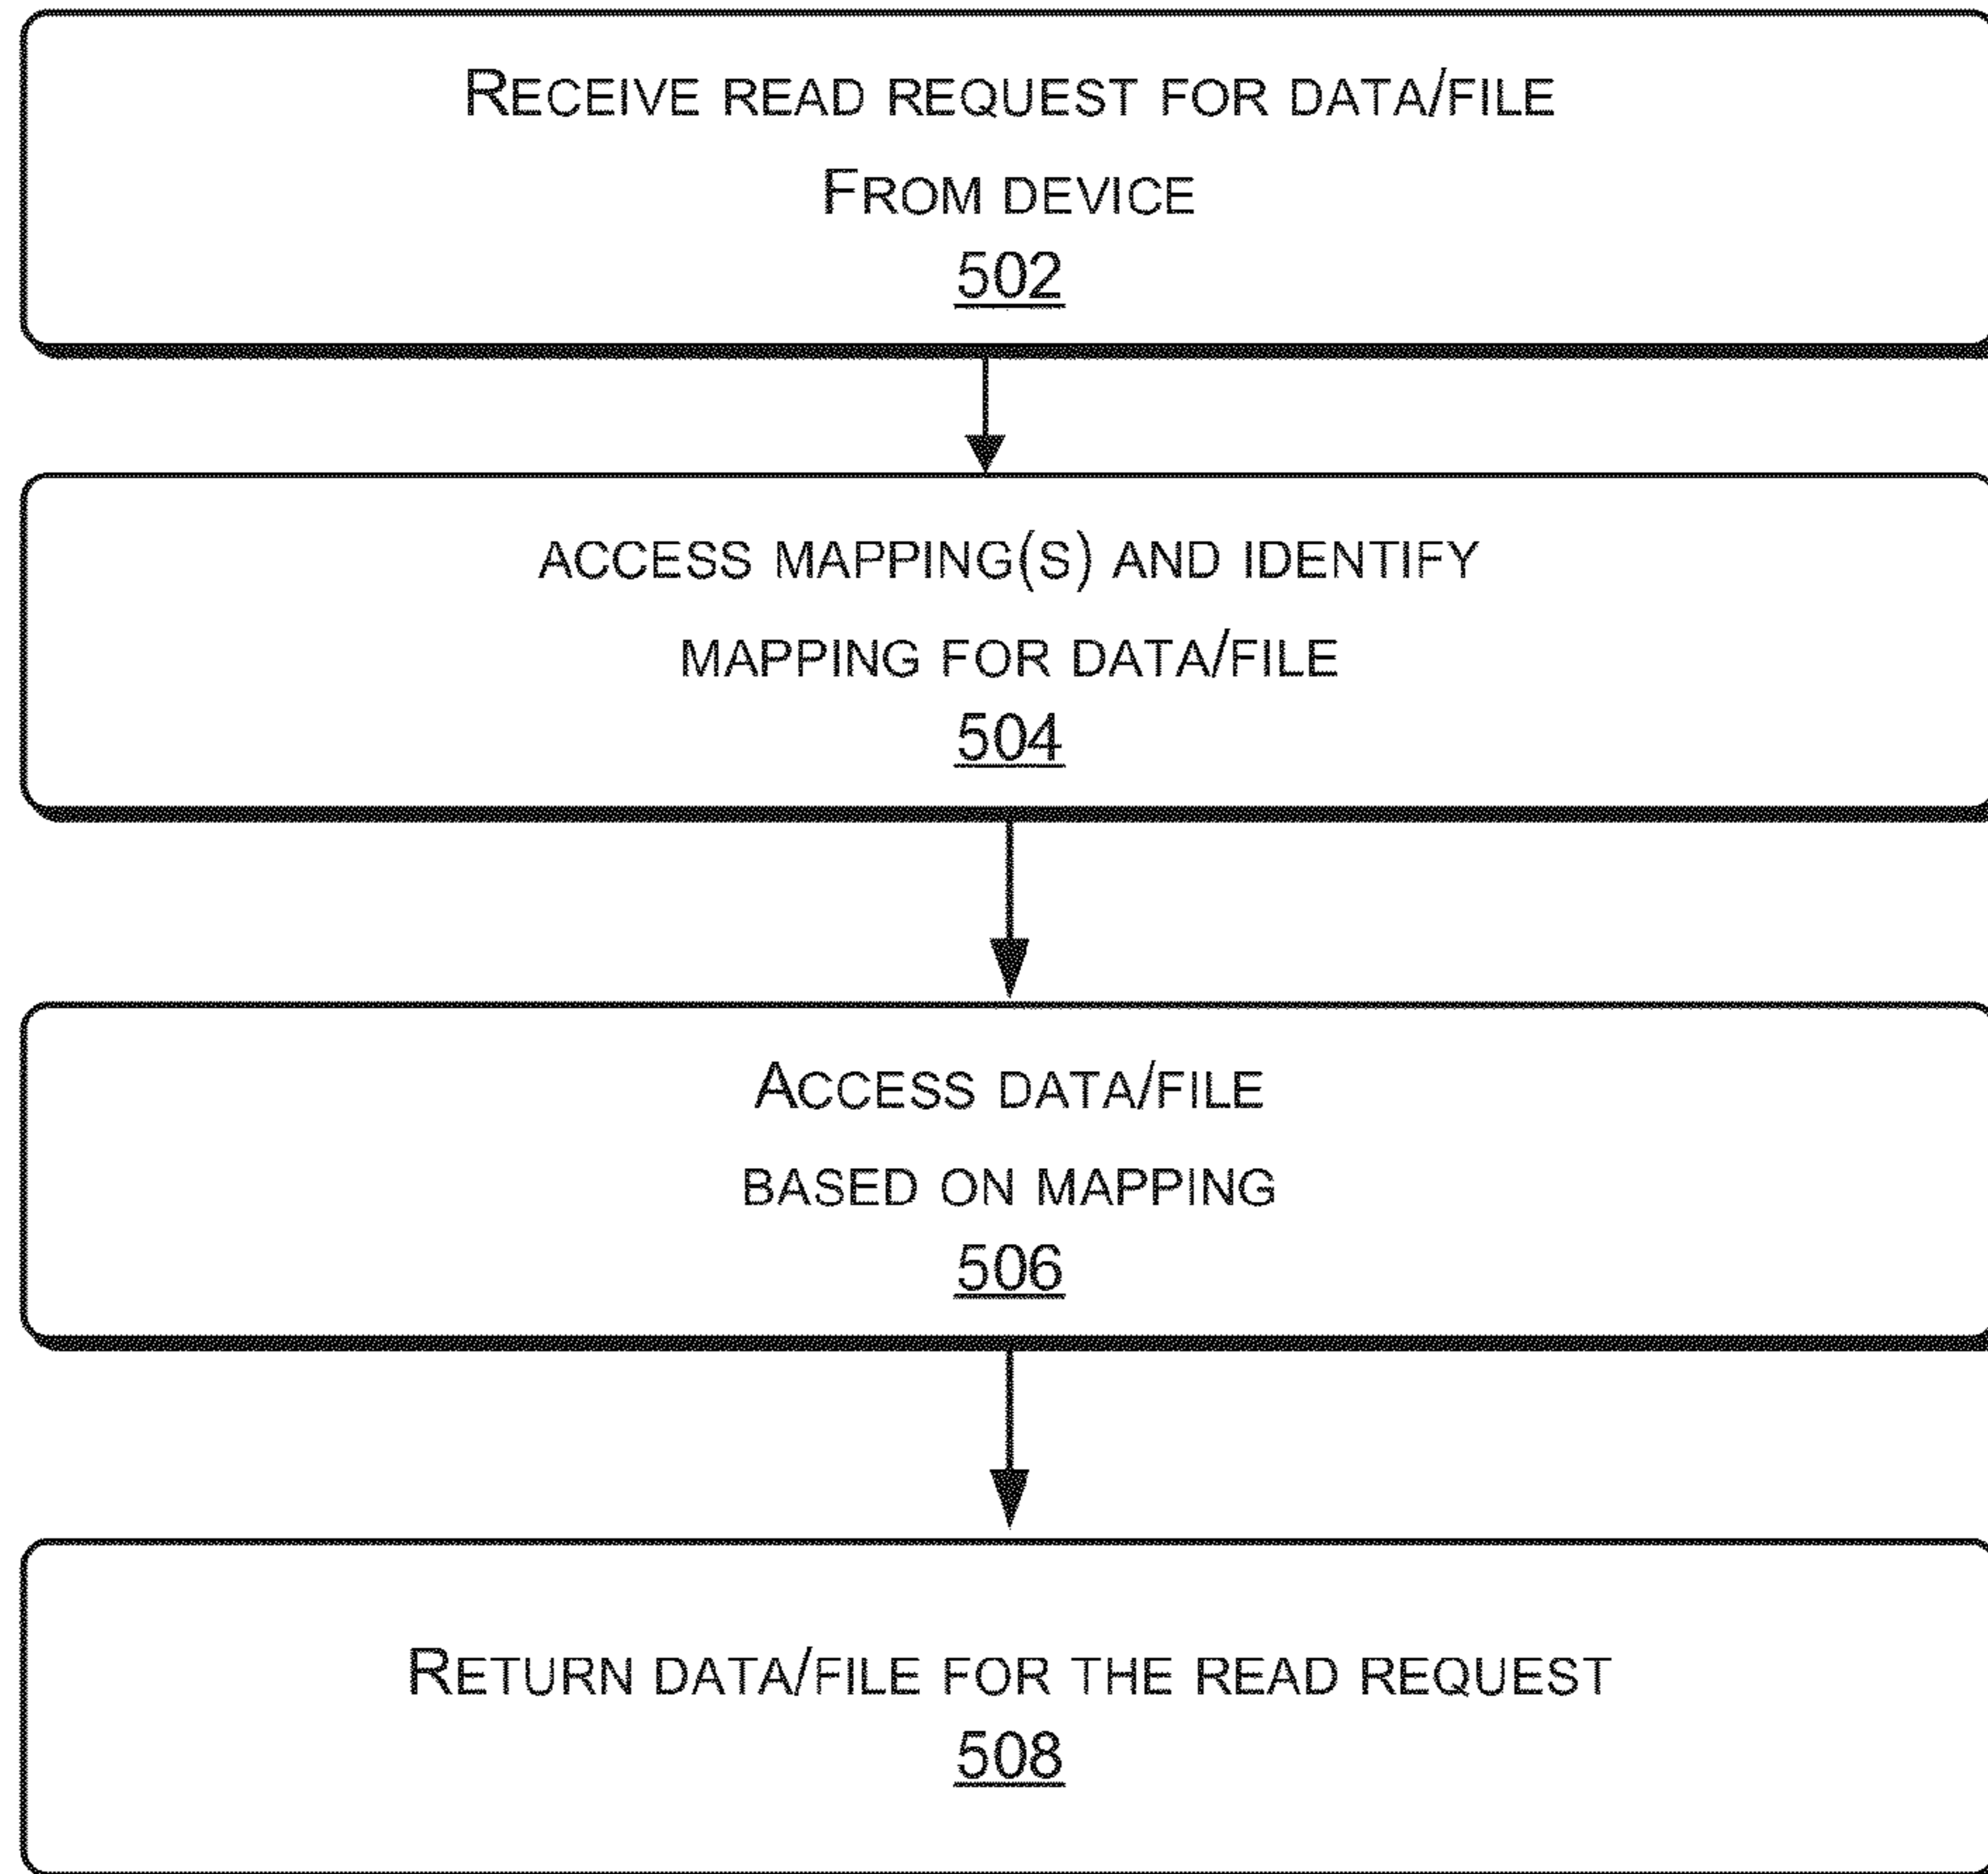 RECEIVE READ REQUEST FOR DATA/FILE
FROM DEVICE
502
ACCESS MAPPING(S) AND IDENTIFY
MAPPING FOR DATA/FILE
504
ACCESS DATA/FILE
BASED ON MAPPING
506
RETURN DATA/FILE FOR THE READ REQUEST
508